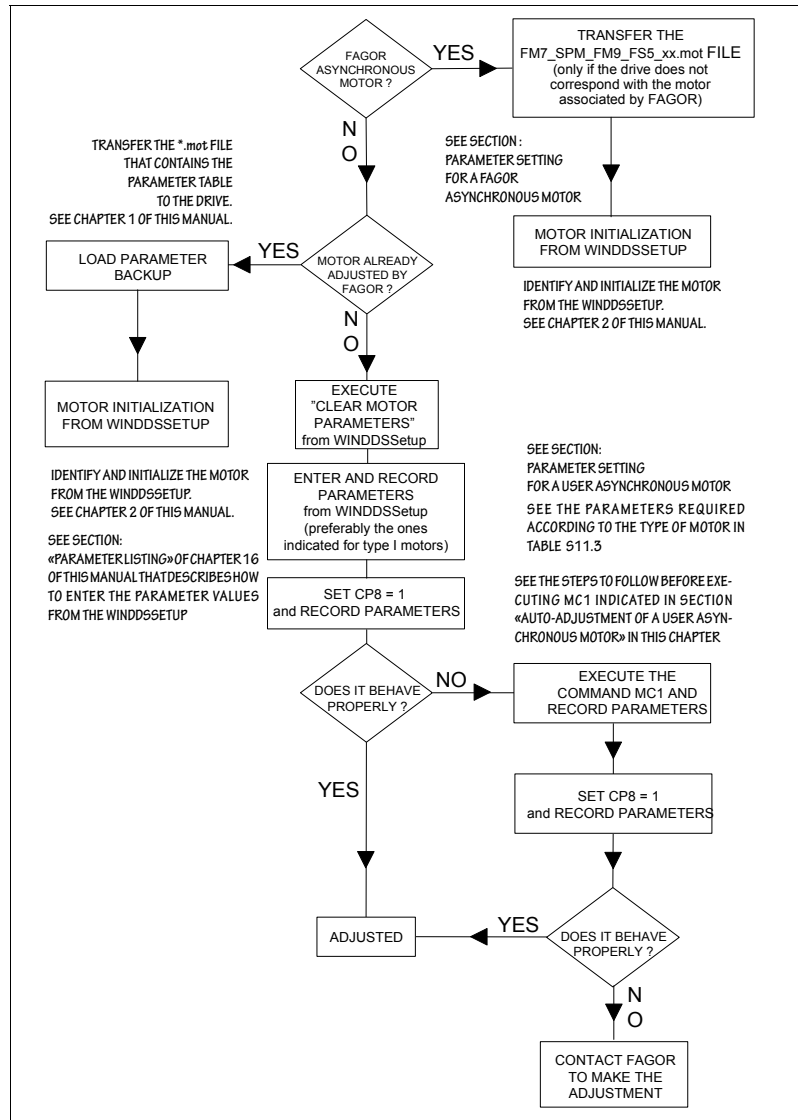 FAGOR
ASYNCHRONOUS
MOTOR ?
YES
TRANSFER THE
FM7_SPM_FM9_FS5_xx.mot FILE
(only if the drive does not
correspond with the motor
associated by FAGOR)
N
O
TRANSFER THE *.mot FILE
THAT CONTAINS THE
PARAMETER TABLE
TO THE DRIVE.
SEE CHAPTER 1 OF THIS MANUAL.
SEE SECTION :
PARAMETER SETTING
FOR A FAGOR
ASYNCHRONOUS MOTOR
MOTOR INITIALIZATION
FROM WINDDSSETUP
LOAD PARAMETER
BACKUP
YES
MOTOR ALREADY
ADJUSTED BY
FAGOR ?
IDENTIFY AND INITIALIZE THE MOTOR
FROM THE WINDDSSETUP.
SEE CHAPTER 2 OF THIS MANUAL.
N
O
MOTOR INITIALIZATION
FROM WINDDSSETUP
EXECUTE
"CLEAR MOTOR
PARAMETERS"
from WINDDSSetup
IDENTIFY AND INITIALIZE THE MOTOR
FROM THE WINDDSSETUP.
SEE CHAPTER 2 OF THIS MANUAL.
SEE SECTION:
«PARAMETER LISTING» OF CHAPTER 16
OF THIS MANUAL THAT DESCRIBES HOW
TO ENTER THE PARAMETER VALUES
FROM THE WINDDSSETUP
ENTER AND RECORD
PARAMETERS
from WINDDSSetup
(preferably the ones
indicated for type I motors)
SEE SECTION:
PARAMETER SETTING
FOR A USER ASYNCHRONOUS MOTOR
SEE THE PARAMETERS REQUIRED
ACCORDING TO THE TYPE OF MOTOR IN
TABLE S11.3
SET CP8 = 1
and RECORD PARAMETERS
SEE THE STEPS TO FOLLOW BEFORE EXE-
CUTING MC1 INDICATED IN SECTION
«AUTO-ADJUSTMENT OF A USER ASYN-
CHRONOUS MOTOR» IN THIS CHAPTER
DOES IT BEHAVE
PROPERLY ?
NO
EXECUTE THE
COMMAND MC1 AND
RECORD PARAMETERS
YES
SET CP8 = 1
and RECORD PARAMETERS
ADJUSTED
YES
DOES IT BEHAVE
PROPERLY ?
N
O
CONTACT FAGOR
TO MAKE THE
ADJUSTMENT